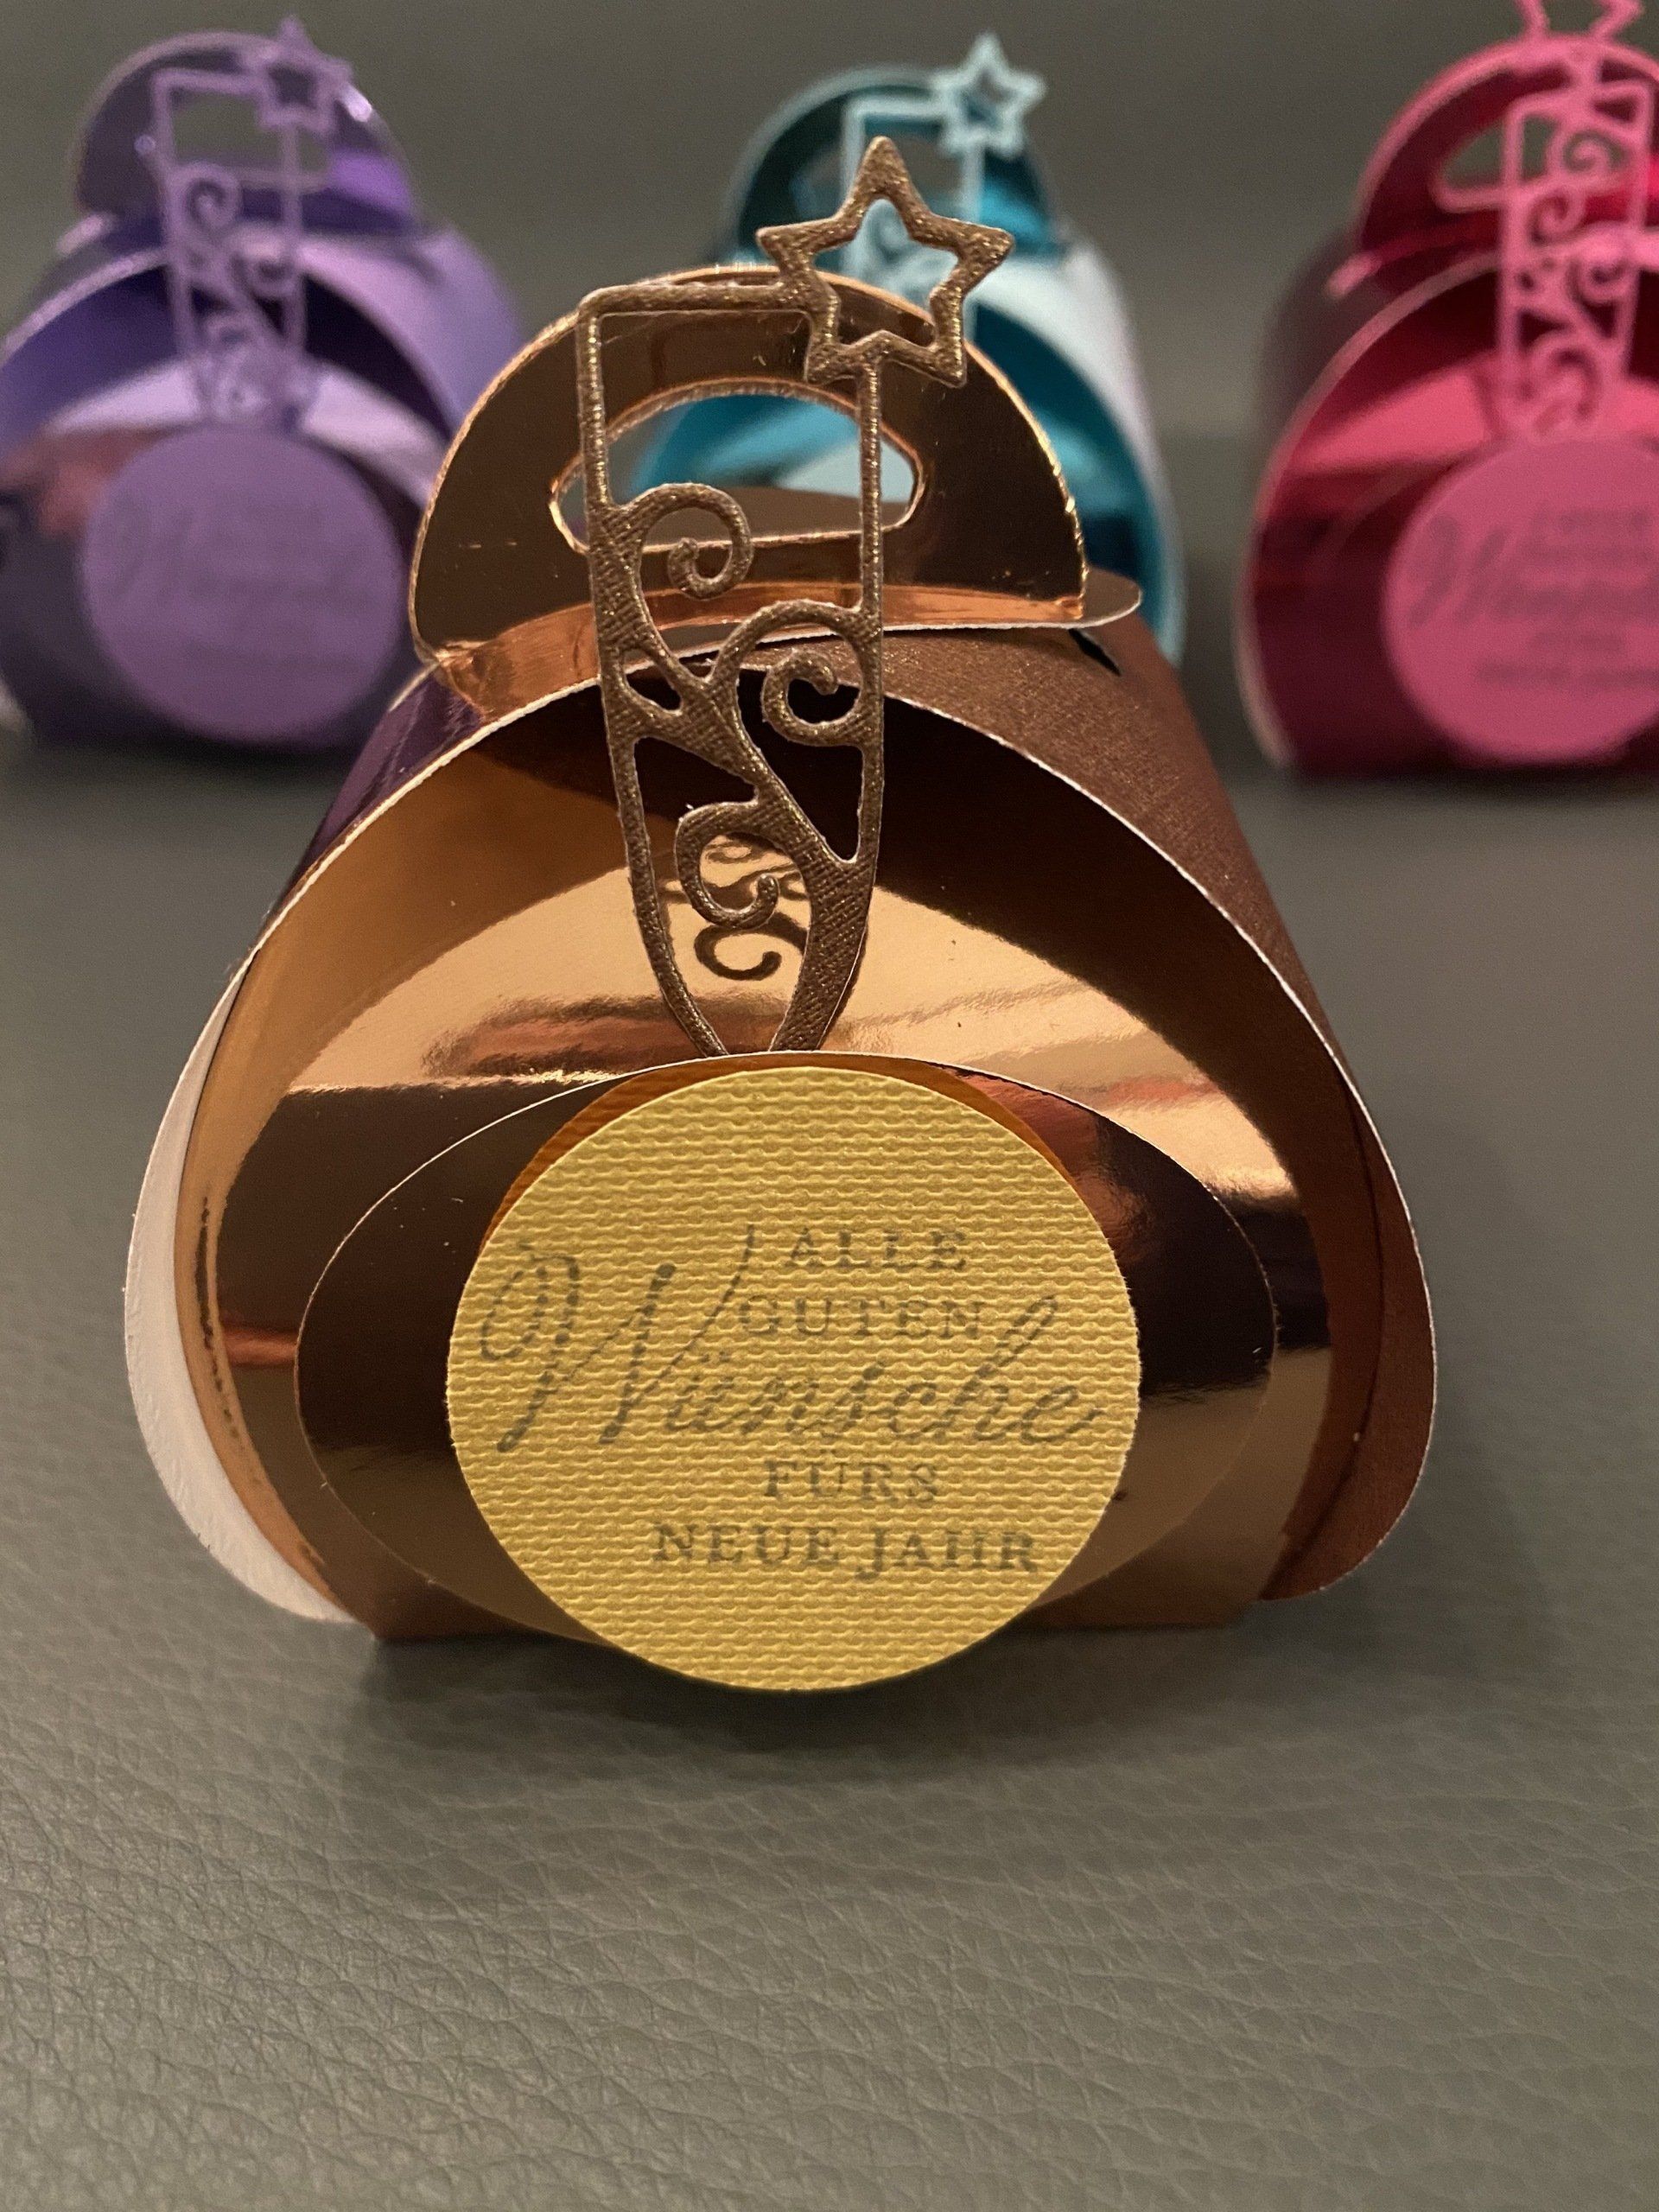 ALLE
GUTEN
Wünsche
FÜRS
NEUE JAHR